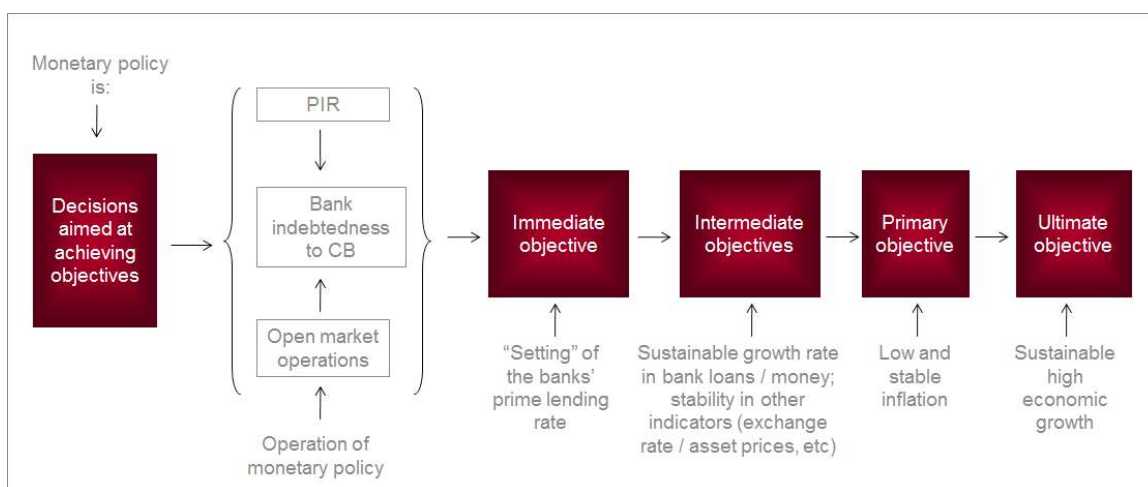 Monetary policy
is:
Decisions
aimed at
achieving
objectives
PIR
Bank
indebtedness
to CB
Open market
operations
Operation of
monetary policy
Immediate
objective
“Setting” of
the banks’
prime lending
rate
Intermediate
objectives
Sustainable growth rate
in bank loans / money;
stability in other
indicators (exchange
rate / asset prices, etc)
Primary
objective
Low and
stable
inflation
Ultimate
objective
Sustainable
high
economic
growth